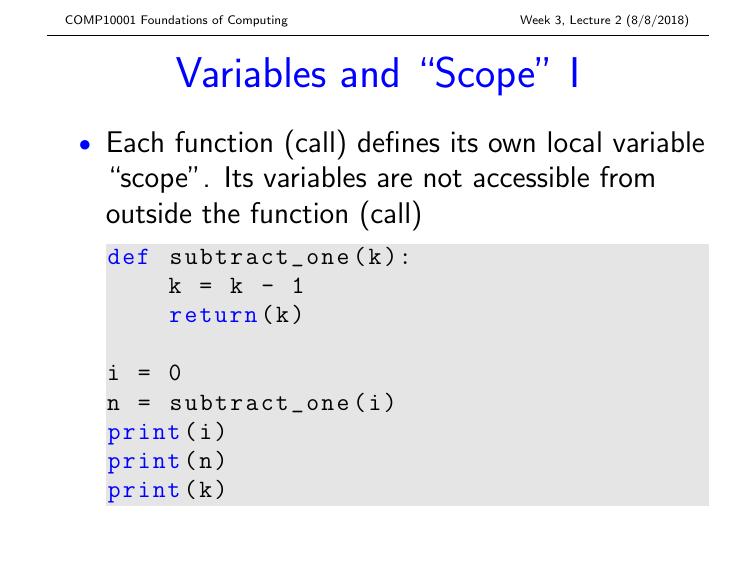 COMP10001 Foundations of Computing Week 3, Lecture 2 (8/8/2018)
Variables and “Scope” I
• Each function (call) defines its own local variable
“scope”. Its variables are not accessible from
outside the function (call)
def subtract_one(k):
    k = k - 1
    return(k)

i = 0
n = subtract_one(i)
print(i)
print(n)
print(k)